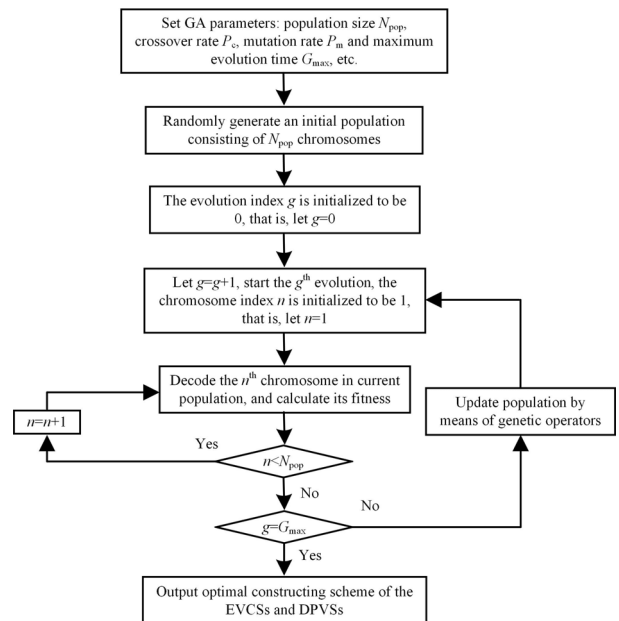 Set GA parameters: population size Npop,
crossover rate Pc, mutation rate Pm and maximum
evolution time Gmax, etc.
Randomly generate an initial population
consisting of Npop chromosomes
The evolution index g is initialized to be
0, that is, let g=0
Let g=g+1, start the gth evolution, the
chromosome index n is initialized to be 1,
that is, let n=1
Decode the nth chromosome in current
population, and calculate its fitness
n=n+1
Update population by
means of genetic operators
Yes
n<Npop
No
No
g=Gmax
Yes
Output optimal constructing scheme of the
EVCSs and DPVSs